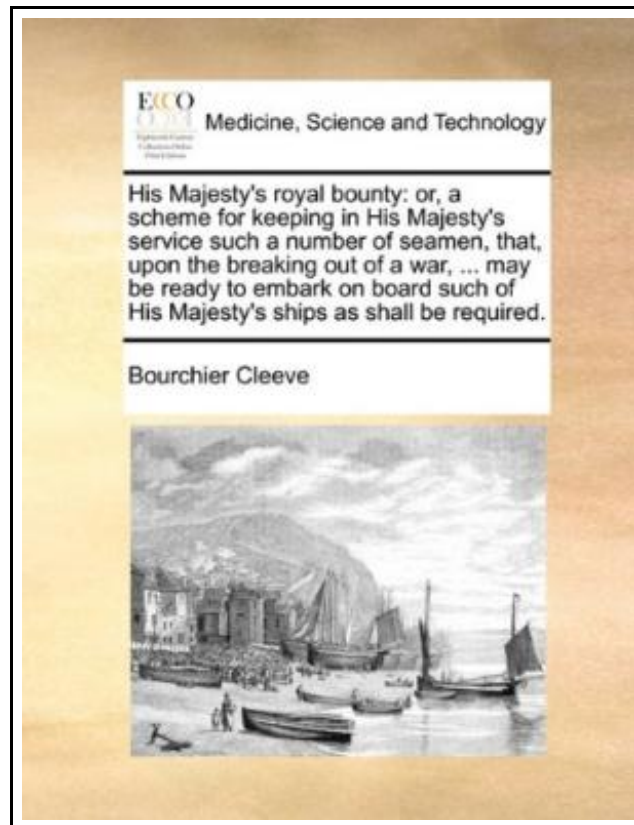 ECCO
Medicine, Science and Technology
His Majesty's royal bounty: or, a
scheme for keeping in His Majesty's
service such a number of seamen, that,
upon the breaking out of a war, ... may
be ready to embark on board such of
His Majesty's ships as shall be required.
Bourchier Cleeve